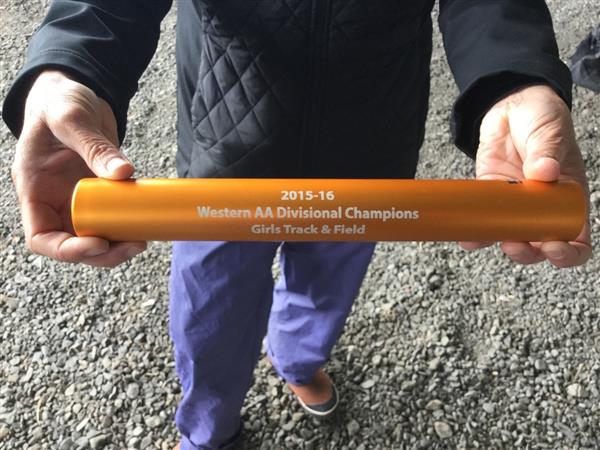 2015-16
Western AA Divisional Champions
Girls Track & Field